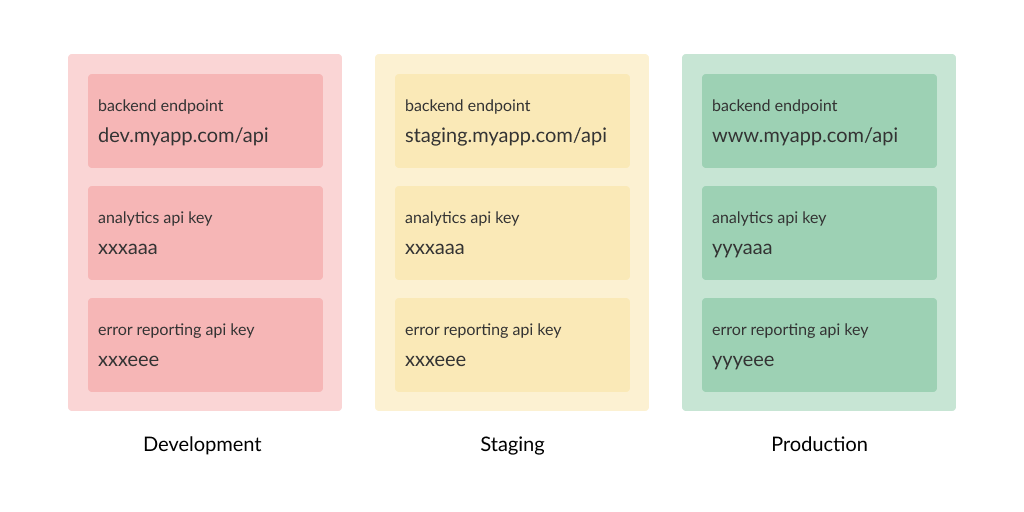 backend endpoint
dev.myapp.com/api
analytics api key
xxxaaa
error reporting api key
xxxeee
Development
backend endpoint
staging.myapp.com/api
analytics api key
xxxaaa
error reporting api key
xxxeee
Staging
backend endpoint
www.myapp.com/api
analytics api key
yyyaaa
error reporting api key
yyyeee
Production